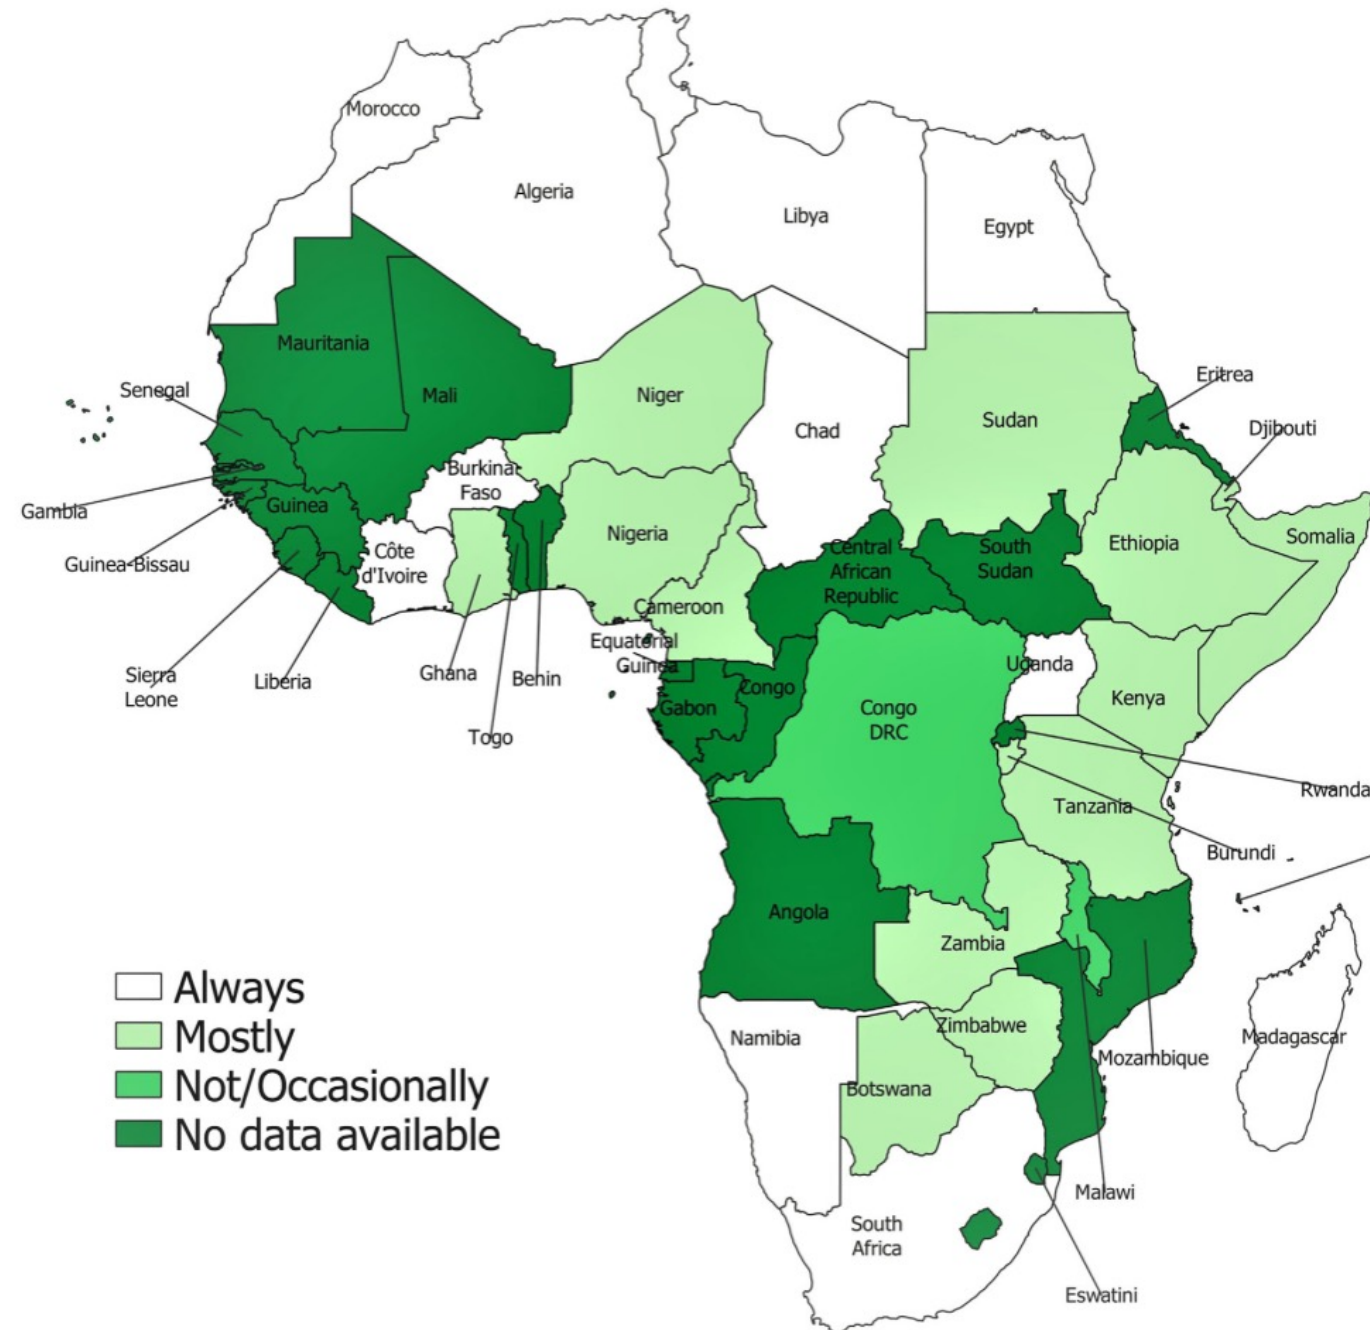 Morocco
Algeria
Libya
Egypt
Mauritania
Senegal
Mali
Niger
Chad
Sudan
Eritrea
Djibouti
Gambia
Guinea
Burkina-
Faso
Nigeria
Ethiopia
Somalia
Guinea-Bissau
Côte
d'Ivoire
Central
African
Republic
South
Sudan
Cameroon
Equatorial
Guinea
Sierra
Leone
Liberia
Ghana
Benin
Togo
Gabon
Congo
Congo
DRC
Uganda
Kenya
Rwanda
Tanzania
Burundi
Angola
Zambia
Always
Mostly
Not/Occasionally
No data available
Namibia
Zimbabwe
Botswana
Mozambique
Madagascar
Malawi
South
Africa
Eswatini